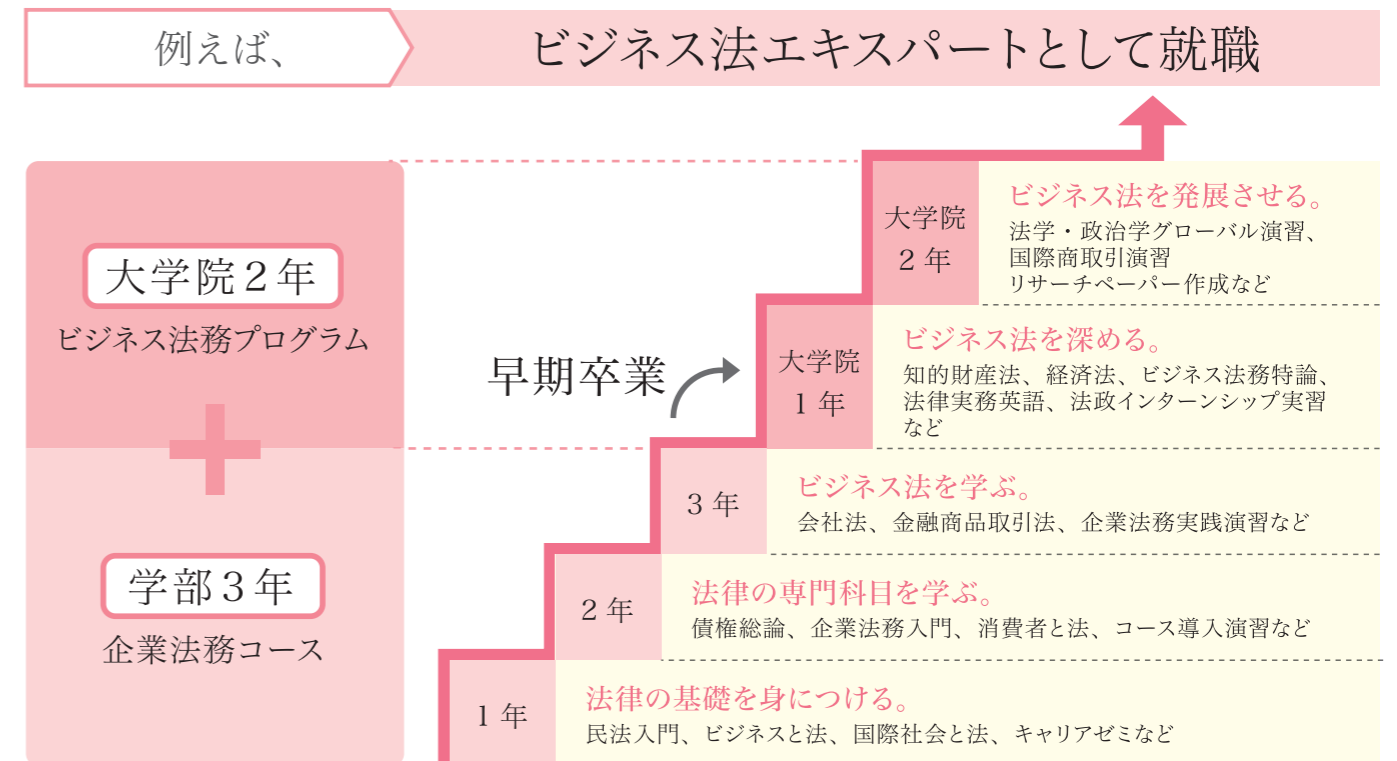 例えば、
ビジネス法エキスパートとして就職
大学院2年
ビジネス法務プログラム
+
学部3年
企業法務コース
早期卒業
大学院
2年
ビジネス法を発展させる。
法学・政治学グローバル演習、
国際商取引演習
リサーチペーパー作成など
大学院
1年
ビジネス法を深める。
知的財産法、経済法、ビジネス法務特論、
法律実務英語、法政インターンシップ実習
など
3年
ビジネス法を学ぶ。
会社法、金融商品取引法、企業法務実践演習など
2年
法律の専門科目を学ぶ。
債権総論、企業法務入門、消費者と法、コース導入演習など
1年
法律の基礎を身につける。
民法入門、ビジネスと法、国際社会と法、キャリアゼミなど